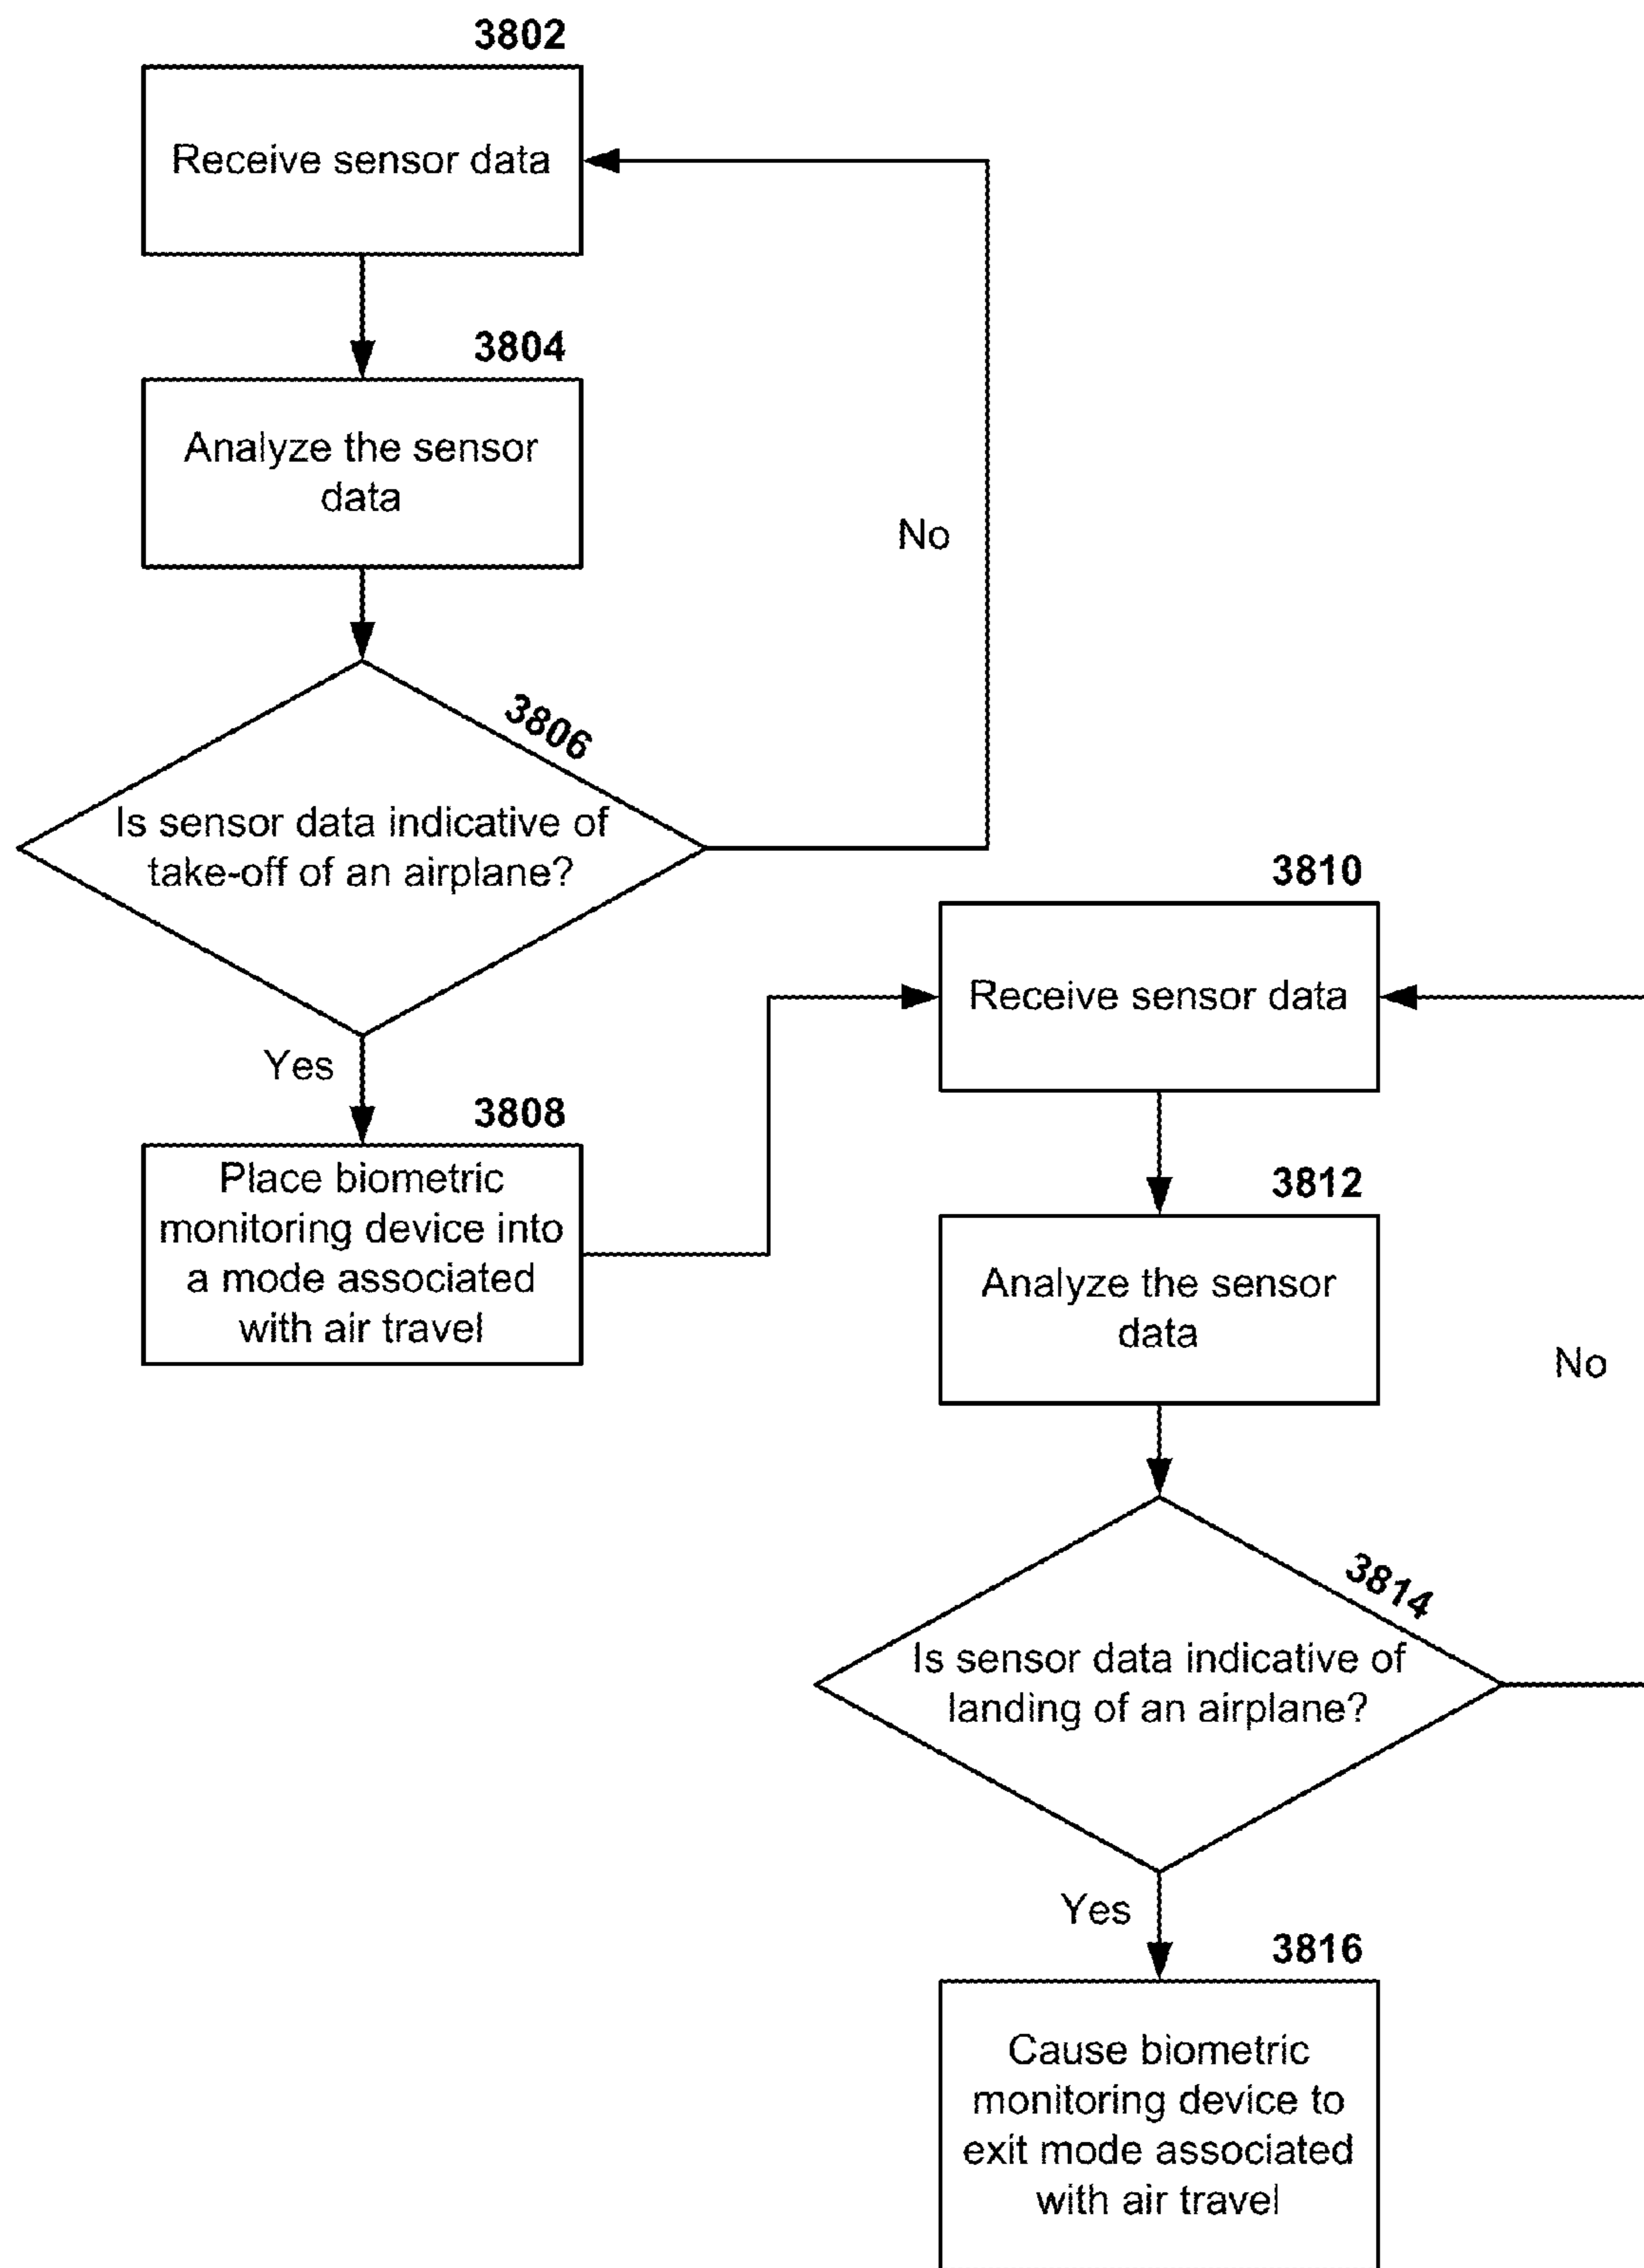 3802
Receive sensor data
3804
Analyze the sensor
data
No
3806
Is sensor data indicative of
take-off of an airplane?
Yes
3808
Place biometric
monitoring device into
a mode associated
with air travel
3810
Receive sensor data
3812
Analyze the sensor
data
No
3814
Is sensor data indicative of
landing of an airplane?
Yes
3816
Cause biometric
monitoring device to
exit mode associated
with air travel